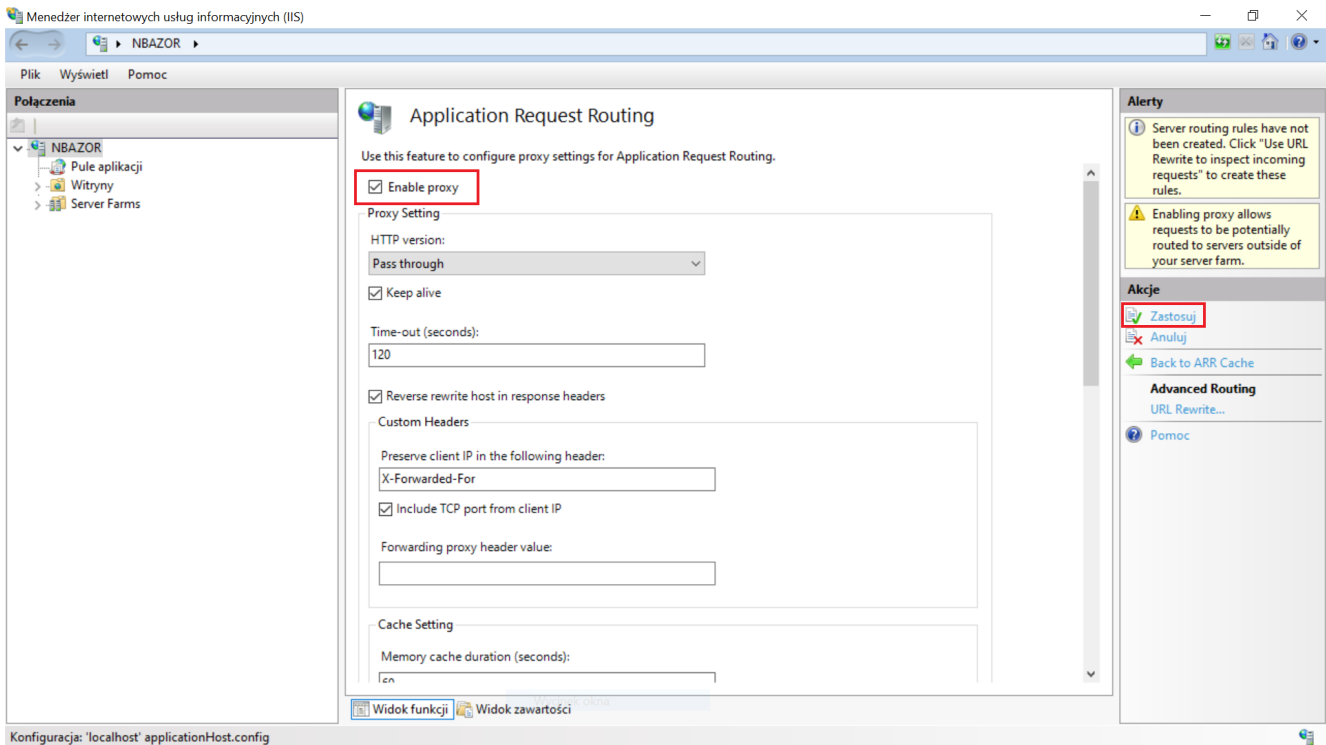 Menedżer internetowych usług informacyjnych (IIS)
NBAZOR
Plik Wyświetl Pomoc
Połączenia
NBAZOR
Pule aplikacji
Witryny
Server Farms
Application Request Routing
Use this feature to configure proxy settings for Application Request Routing.
Enable proxy
Proxy Setting
HTTP version:
Pass through
Keep alive
Time-out (seconds):
120
Reverse rewrite host in response headers
Custom Headers
Preserve client IP in the following header:
X-Forwarded-For
Include TCP port from client IP
Forwarding proxy header value:
Cache Setting
Memory cache duration (seconds):
60
Widok funkcji Widok zawartości
Alerty
Server routing rules have not
been created. Click "Use URL
Rewrite to inspect incoming
requests" to create these
rules.
Enabling proxy allows
requests to be potentially
routed to servers outside of
your server farm.
Akcje
Zastosuj
Anuluj
Back to ARR Cache
Advanced Routing
URL Rewrite...
Pomoc
Konfiguracja: 'localhost' applicationHost.config